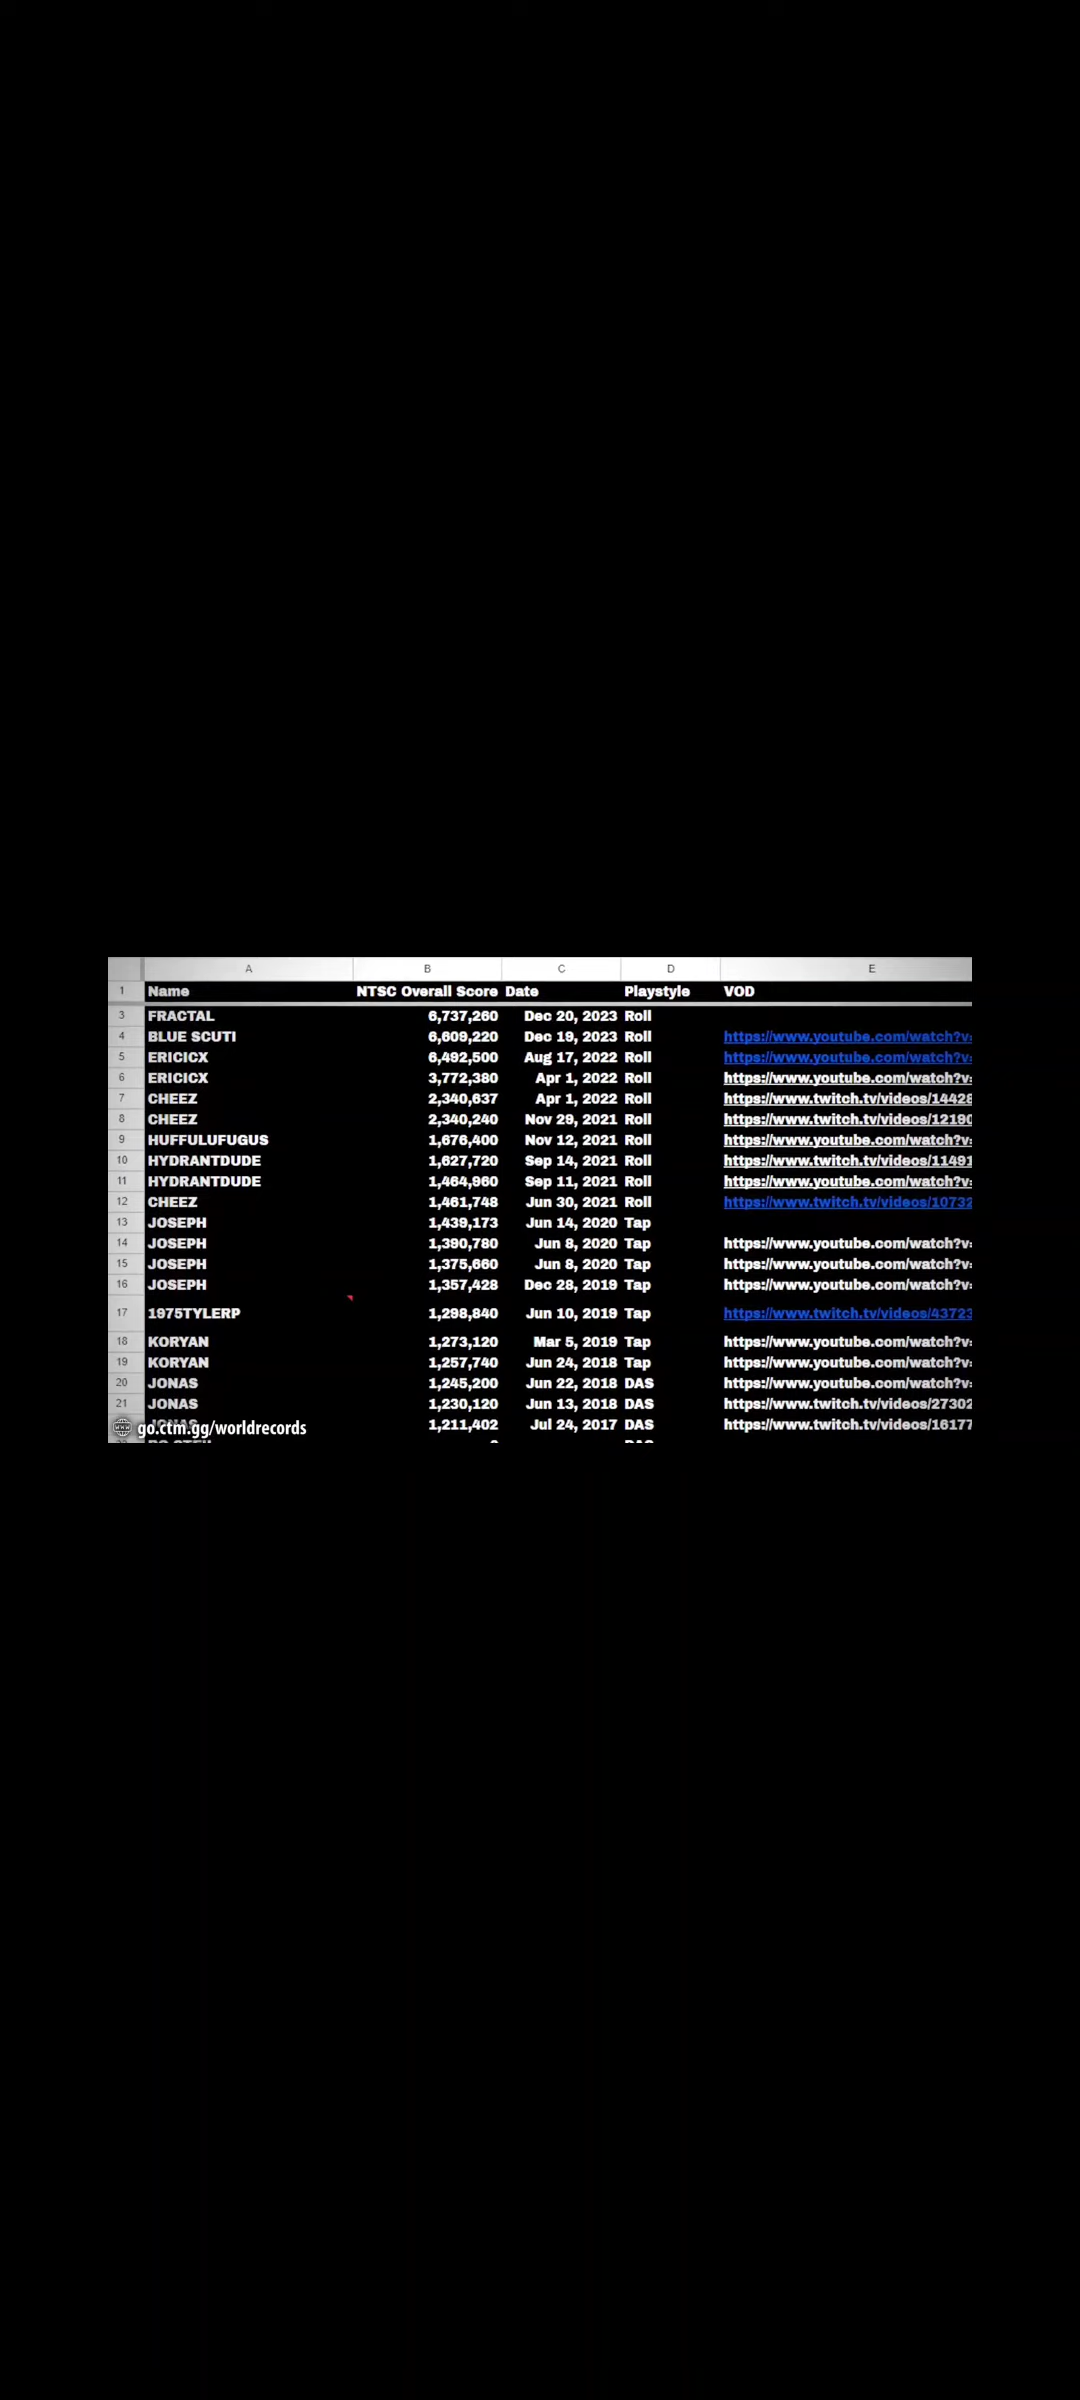 A B C D E
1 Name NTSC Overall Score Date Playstyle VOD
3 FRACTAL 6,737,260 Dec 20, 2023 Roll
4 BLUE SCUTI 6,609,220 Dec 19, 2023 Roll https://www.youtube.com/watch?v=
5 ERICICX 6,492,500 Aug 17, 2022 Roll https://www.youtube.com/watch?v=
6 ERICICX 3,772,380 Apr 1, 2022 Roll https://www.youtube.com/watch?v=
7 CHEEZ 2,340,637 Apr 1, 2022 Roll https://www.twitch.tv/videos/14428
8 CHEEZ 2,340,240 Nov 29, 2021 Roll https://www.twitch.tv/videos/12190
9 HUFFULUFUGUS 1,676,400 Nov 12, 2021 Roll https://www.youtube.com/watch?v=
10 HYDRANTDUDE 1,627,720 Sep 14, 2021 Roll https://www.twitch.tv/videos/11491
11 HYDRANTDUDE 1,464,960 Sep 11, 2021 Roll https://www.youtube.com/watch?v=
12 CHEEZ 1,461,748 Jun 30, 2021 Roll https://www.twitch.tv/videos/10732
13 JOSEPH 1,439,173 Jun 14, 2020 Tap
14 JOSEPH 1,390,780 Jun 8, 2020 Tap https://www.youtube.com/watch?v=
15 JOSEPH 1,375,660 Jun 8, 2020 Tap https://www.youtube.com/watch?v=
16 JOSEPH 1,357,428 Dec 28, 2019 Tap https://www.youtube.com/watch?v=
17 1975TYLERP 1,298,840 Jun 10, 2019 Tap https://www.twitch.tv/videos/43723
18 KORYAN 1,273,120 Mar 5, 2019 Tap https://www.youtube.com/watch?v=
19 KORYAN 1,257,740 Jun 24, 2018 Tap https://www.youtube.com/watch?v=
20 JONAS 1,245,200 Jun 22, 2018 DAS https://www.youtube.com/watch?v=
21 JONAS 1,230,120 Jun 13, 2018 DAS https://www.twitch.tv/videos/27302
JONAS 1,211,402 Jul 24, 2017 DAS https://www.twitch.tv/videos/16177
go.ctm.gg/worldrecords